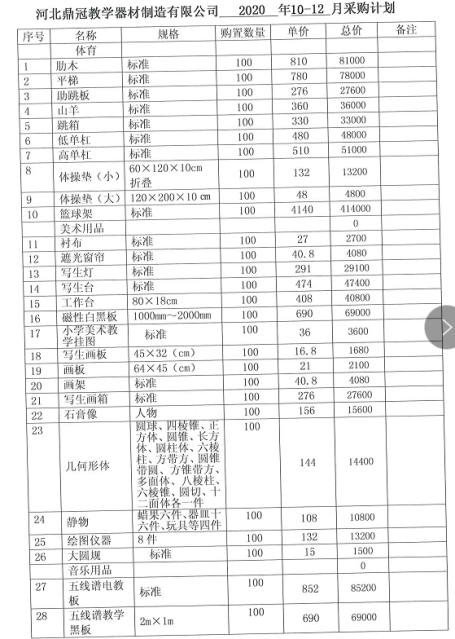 河北鼎冠教学器材制造有限公司 2020 年10-12 月采购计划
序号 名称 规格 购置数量 单价 总价 备注
体育
1 肋木 标准 100 810 81000
2 平梯 标准 100 780 78000
3 助跳板 标准 100 276 27600
4 山羊 标准 100 360 36000
5 跳箱 标准 100 330 33000
6 低单杠 标准 100 480 48000
7 高单杠 标准 100 510 51000
8 体操垫（小） 60×120×10cm 100 132 13200
折叠
9 体操垫（大） 120×200×10 cm 100 48 4800
10 篮球架 标准 100 4140 414000
美术用品 0
11 衬布 标准 100 27 2700
12 遮光窗帘 标准 100 40.8 4080
13 写生灯 标准 100 291 29100
14 写生台 标准 100 474 47400
15 工作台 80×18cm 100 408 40800
16 磁性白黑板 1000mm～2000mm 100 690 69000
17 小学美术教 标准 100 36 3600
学挂图
18 写生画板 45×32（cm） 100 16.8 1680
19 画板 64×45（cm） 100 21 2100
20 画架 标准 100 40.8 4080
21 写生画箱 标准 100 276 27600
22 石膏像 人物 100 156 15600
23 几何形体 圆球、四棱锥、正 100 144 14400
方体、圆锥、长方
体、圆柱体、六棱
柱、方带方、圆锥
带圆、方锥带方、
多面体、八棱柱、
六棱锥、圆切、十
二面体各一件
24 静物 蜡果六件、器皿十 100 108 10800
六件、玩具等四件
25 绘图仪器 8 件 100 132 13200
26 大圆规 标准 100 15 1500
音乐用品 0
27 五线谱电教 标准 100 852 85200
板
28 五线谱教学 2m×1m 100 690 69000
黑板